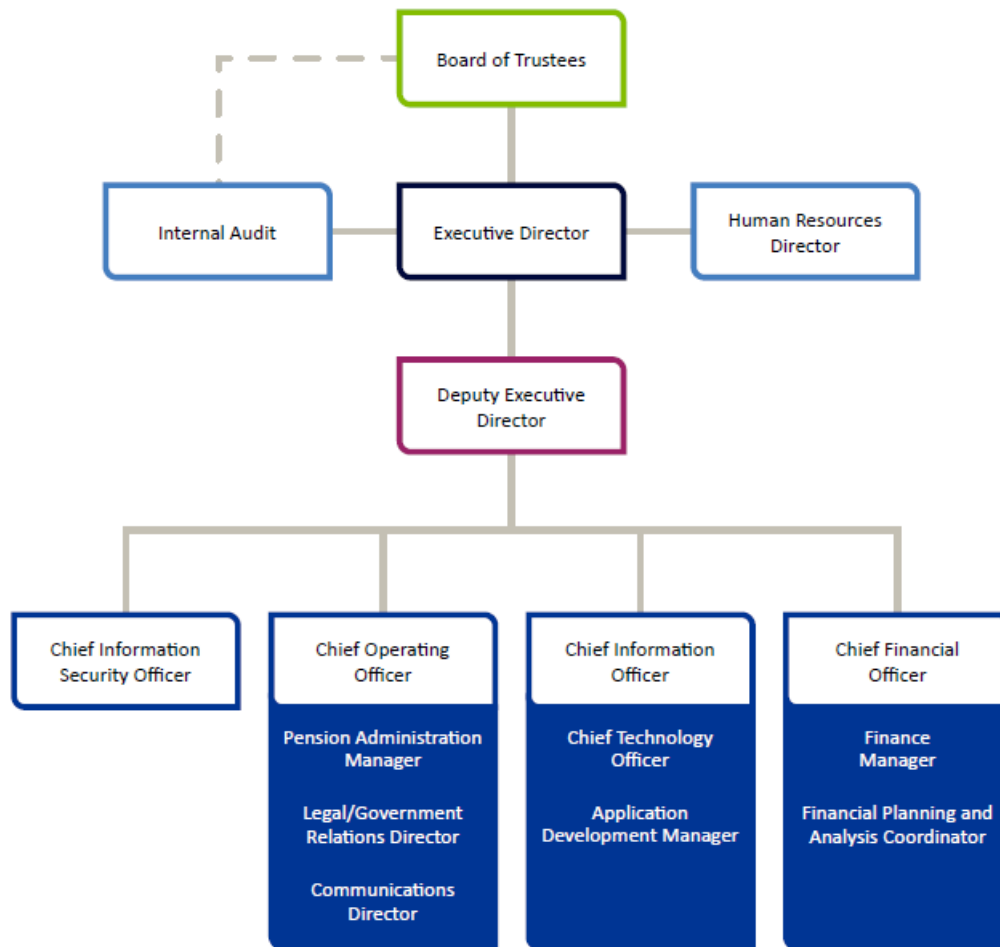 Board of Trustees
Internal Audit
Executive Director
Human Resources
Director
Deputy Executive
Director
Chief Information
Security Officer
Chief Operating
Officer
Pension Administration
Manager
Legal/Government
Relations Director
Communications
Director
Chief Information
Officer
Chief Technology
Officer
Application
Development Manager
Chief Financial
Officer
Finance
Manager
Financial Planning and
Analysis Coordinator